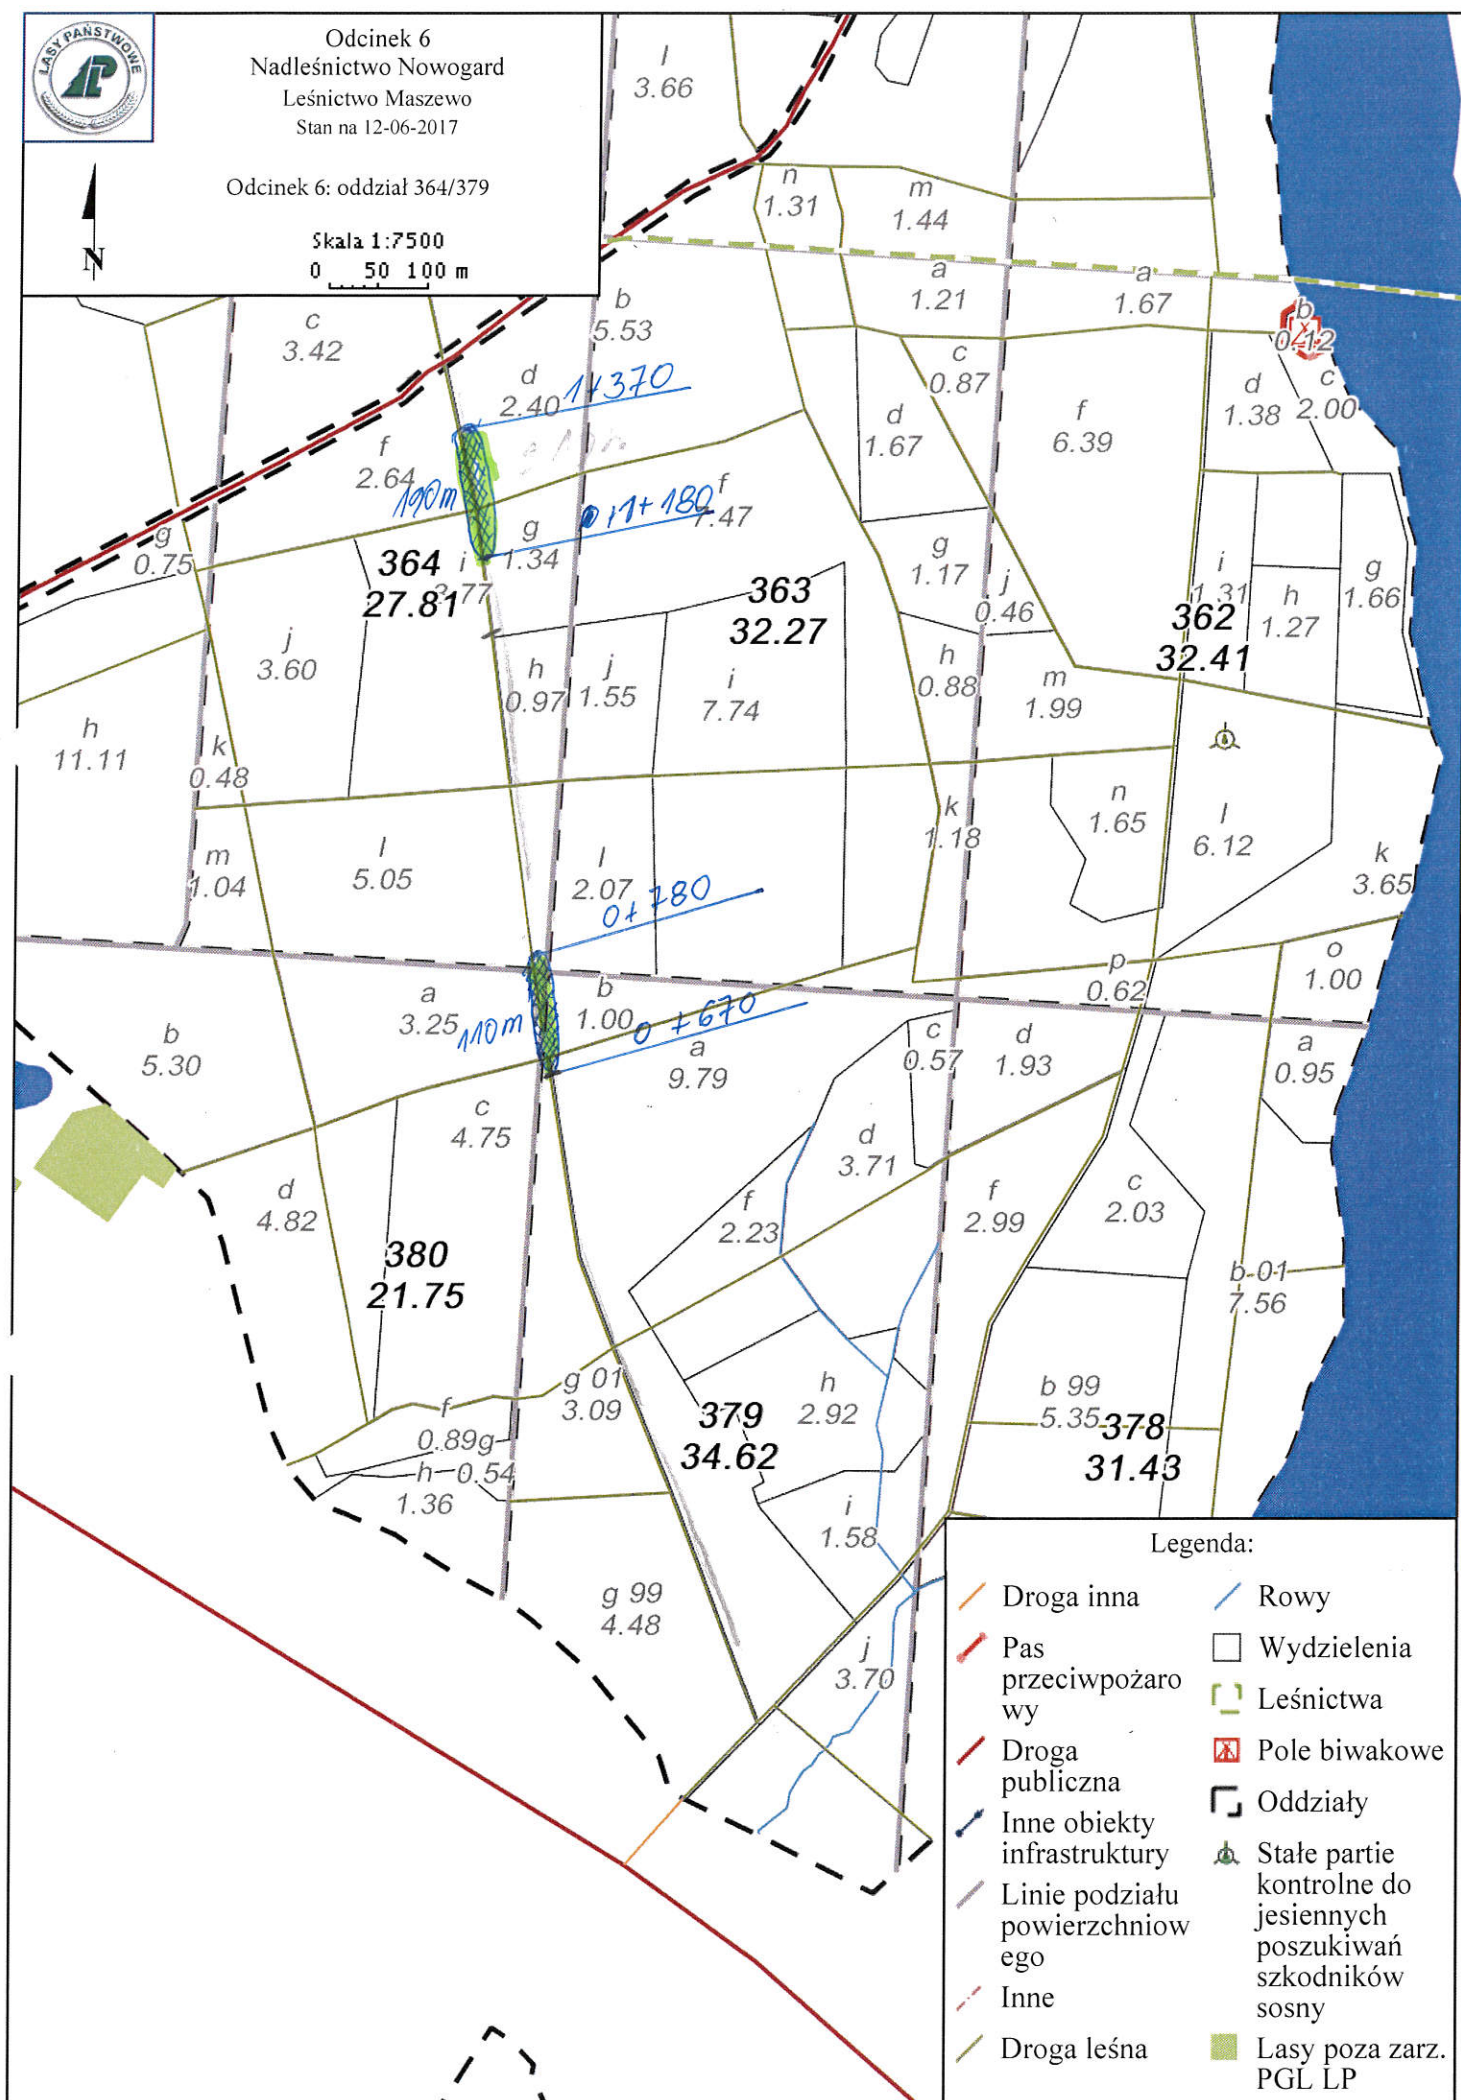 LASY PAŃSTWOWE
Odcinek 6
Nadleśnictwo Nowogard
Leśnictwo Maszewo
Stan na 12-06-2017
Odcinek 6: oddział 364/379
Skala 1:7500
0 50 100 m
N
l
3.66
n
1.31
m
1.44
a
1.21
a
1.67
b
0.12
c
3.42
b
5.53
d
2.40
1+370
c
0.87
d
1.67
f
6.39
d
1.38
c
2.00
f
2.64
190m
g
0.75
g
1.34
1+180
f
7.47
364
27.81
i
3.77
363
32.27
g
1.17
j
0.46
i
1.31
362
32.41
h
1.27
g
1.66
j
3.60
h
0.97
j
1.55
i
7.74
h
0.88
m
1.99
h
11.11
k
0.48
m
1.04
l
5.05
l
2.07
0+780
k
1.18
n
1.65
l
6.12
k
3.65
p
0.62
o
1.00
a
3.25
b
1.00
110m
0+670
b
5.30
a
9.79
c
0.57
d
1.93
a
0.95
c
4.75
d
3.71
d
4.82
f
2.23
f
2.99
c
2.03
380
21.75
b 01
7.56
g 01
3.09
h
2.92
b 99
5.35
379
34.62
378
31.43
f
0.89
g
0.54
h
1.36
i
1.58
g 99
4.48
j
3.70
Legenda:
Droga inna
Pas
przeciwpożaro
wy
Droga
publiczna
Inne obiekty
infrastruktury
Linie podziału
powierzchniow
ego
Inne
Droga leśna
Rowy
Wydzielenia
Leśnictwa
Pole biwakowe
Oddziały
Stałe partie
kontrolne do
jesiennych
poszukiwań
szkodników
sosny
Lasy poza zarz.
PGL LP